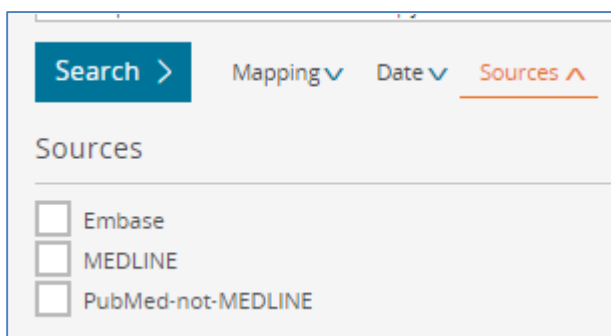 Search > Mapping Date Sources
Sources
Embase
MEDLINE
PubMed-not-MEDLINE